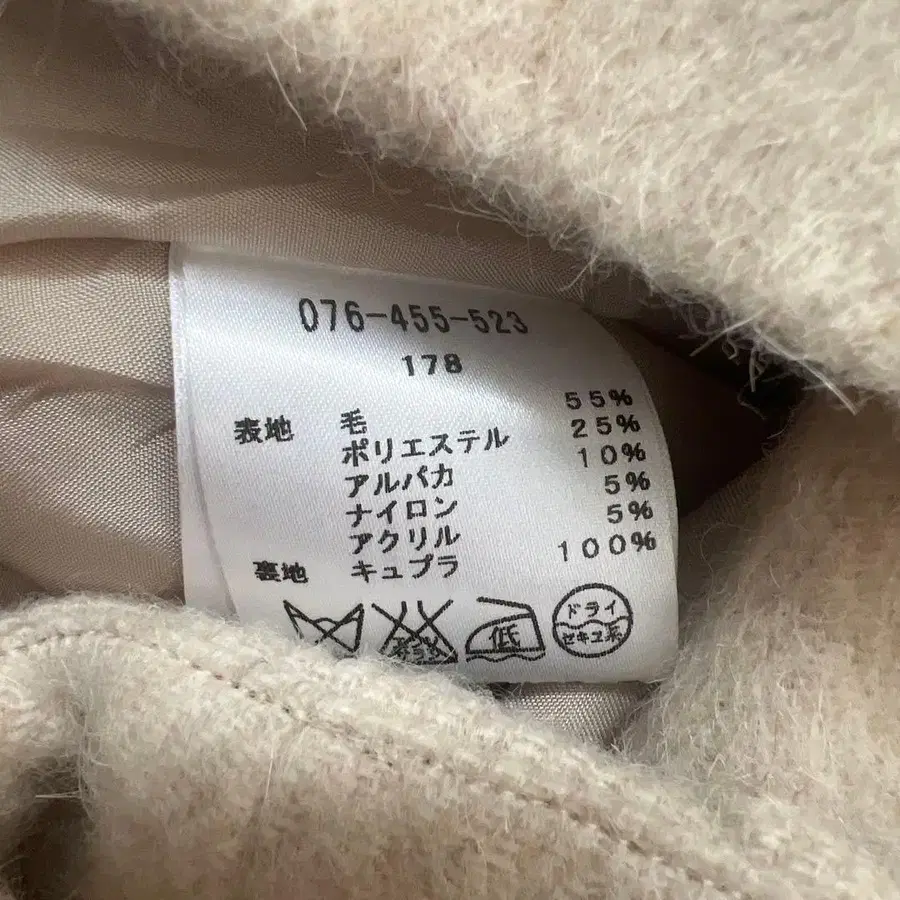 076-455-523
178
表地 毛 55%
ポリエステル 25%
アルパカ 10%
ナイロン 5%
アクリル 5%
裏地 キュプラ 100%
低
ドライ
セキユ系